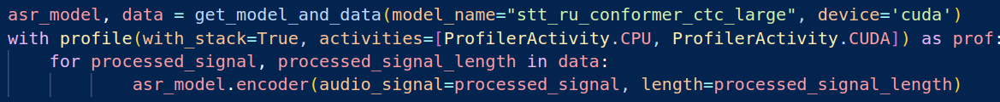 asr_model, data = get_model_and_data(model_name="stt_ru_conformer_ctc_large", device='cuda')
with profile(with_stack=True, activities=[ProfilerActivity.CPU, ProfilerActivity.CUDA]) as prof:
    for processed_signal, processed_signal_length in data:
            asr_model.encoder(audio_signal=processed_signal, length=processed_signal_length)